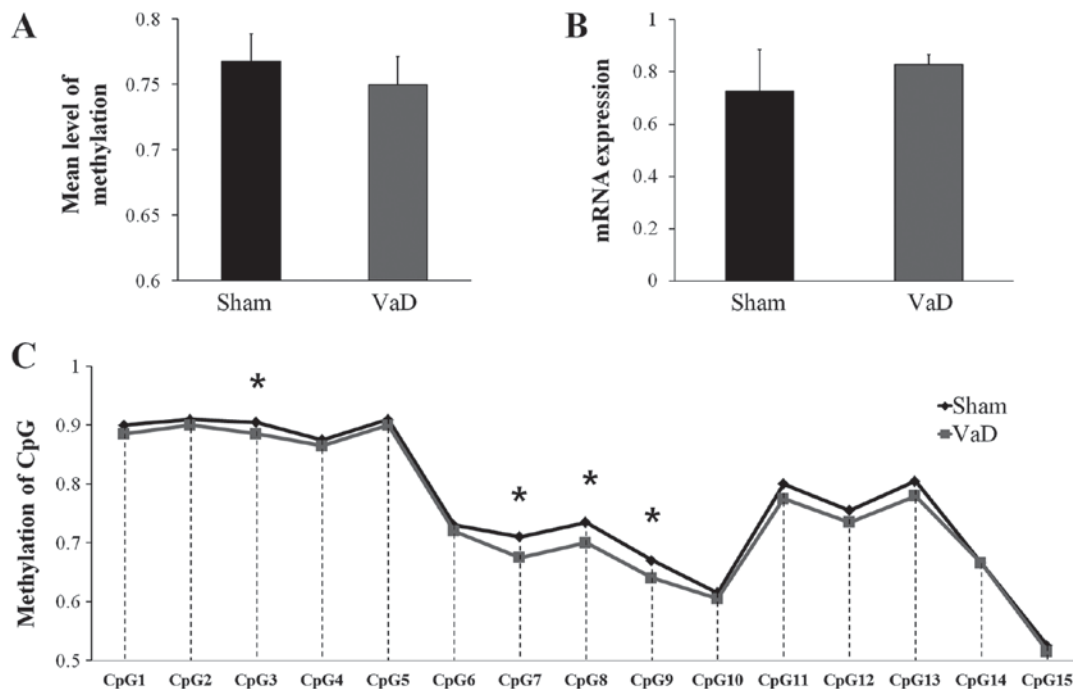 A
Mean level of
methylation
0.8
0.75
0.7
0.65
0.6
Sham VaD
B
mRNA expression
1
0.8
0.6
0.4
0.2
0
Sham VaD
C
Methylation of CpG
1
0.9
0.8
0.7
0.6
0.5
*
*
*
*
Sham
VaD
CpG1 CpG2 CpG3 CpG4 CpG5 CpG6 CpG7 CpG8 CpG9 CpG10 CpG11 CpG12 CpG13 CpG14 CpG15